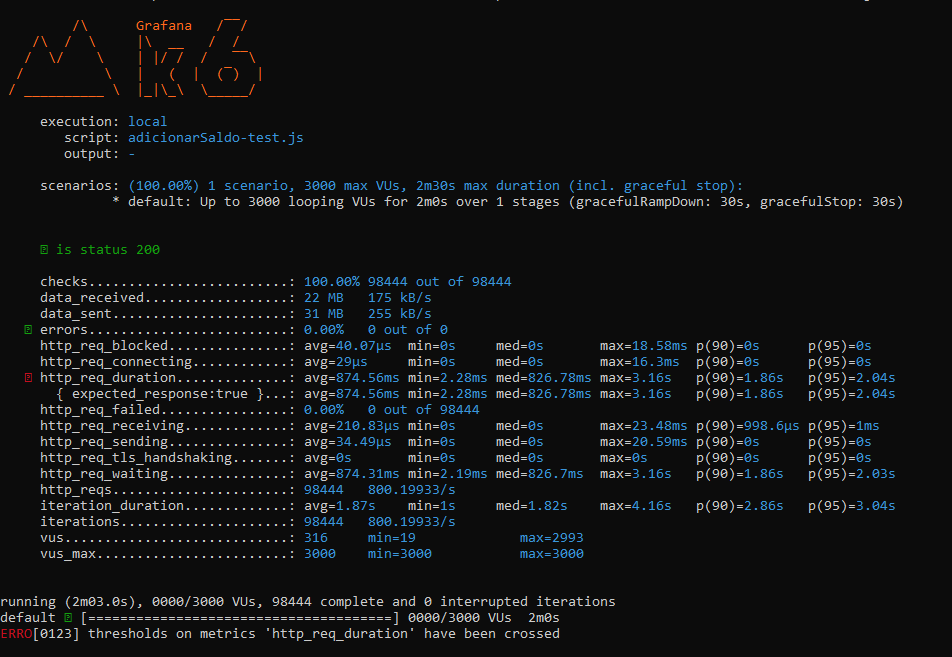 Grafana
k6
execution: local
script: adicionarSaldo-test.js
output: -
scenarios: (100.00%) 1 scenario, 3000 max VUs, 2m30s max duration (incl. graceful stop):
* default: Up to 3000 looping VUs for 2m0s over 1 stages (gracefulRampDown: 30s, gracefulStop: 30s)
is status 200
checks.........................: 100.00% 98444 out of 98444
data_received..................: 22 MB 175 kB/s
data_sent......................: 31 MB 255 kB/s
errors.........................: 0.00% 0 out of 0
http_req_blocked...............: avg=40.07µs min=0s med=0s max=18.58ms p(90)=0s p(95)=0s
http_req_connecting............: avg=29µs min=0s med=0s max=16.3ms p(90)=0s p(95)=0s
http_req_duration..............: avg=874.56ms min=2.28ms med=826.78ms max=3.16s p(90)=1.86s p(95)=2.04s
{ expected_response:true }...: avg=874.56ms min=2.28ms med=826.78ms max=3.16s p(90)=1.86s p(95)=2.04s
http_req_failed................: 0.00% 0 out of 98444
http_req_receiving.............: avg=210.83µs min=0s med=0s max=23.48ms p(90)=998.6µs p(95)=1ms
http_req_sending...............: avg=34.49µs min=0s med=0s max=20.59ms p(90)=0s p(95)=0s
http_req_tls_handshaking.......: avg=0s min=0s med=0s max=0s p(90)=0s p(95)=0s
http_req_waiting...............: avg=874.31ms min=2.19ms med=826.7ms max=3.16s p(90)=1.86s p(95)=2.03s
http_reqs......................: 98444 800.19933/s
iteration_duration.............: avg=1.87s min=1s med=1.82s max=4.16s p(90)=2.86s p(95)=3.04s
iterations.....................: 98444 800.19933/s
vus............................: 316 min=19 max=2993
vus_max........................: 3000 min=3000 max=3000
running (2m03.0s), 0000/3000 VUs, 98444 complete and 0 interrupted iterations
default [======================================] 0000/3000 VUs 2m0s
ERRO[0123] thresholds on metrics 'http_req_duration' have been crossed